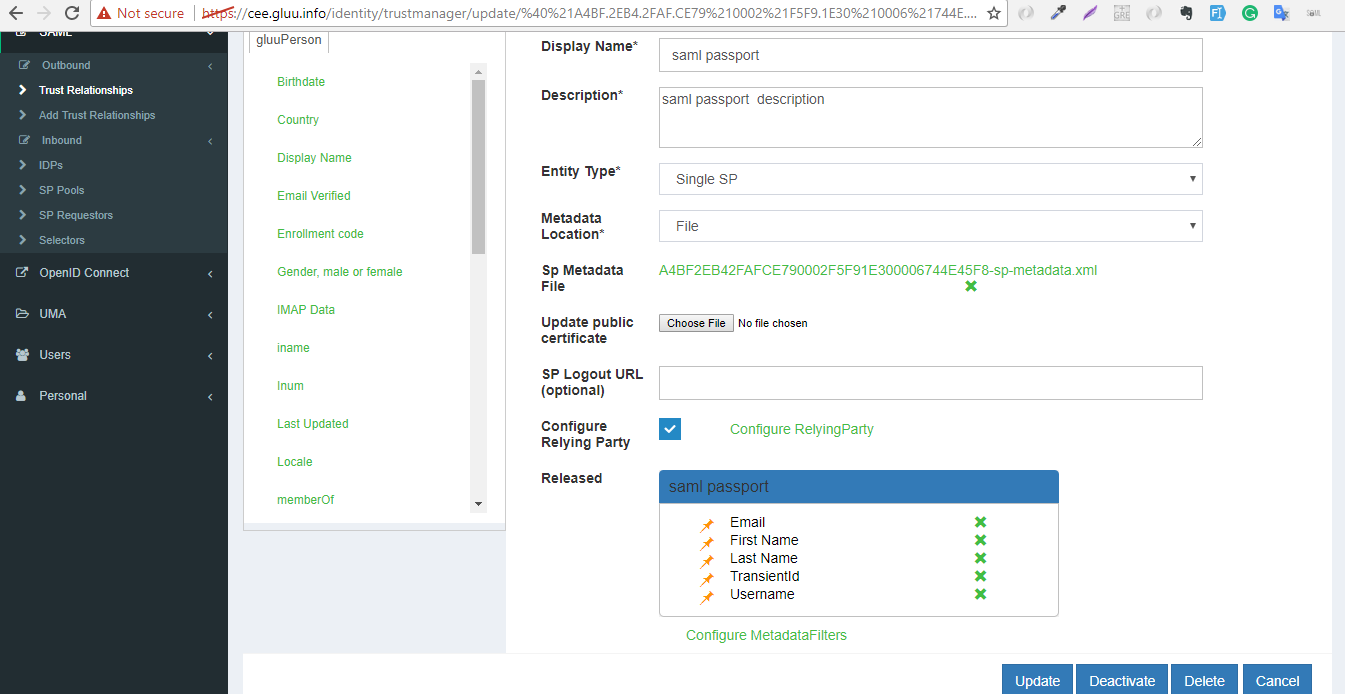 Not secure
https://cee.gluu.info/identity/trustmanager/update/%40%21A4BF.2EB4.2FAF.CE79%210002%21F5F9.1E30%210006%21744E....
SAML
Outbound
Trust Relationships
Add Trust Relationships
Inbound
IDPs
SP Pools
SP Requestors
Selectors
OpenID Connect
UMA
Users
Personal
gluuPerson
Birthdate
Country
Display Name
Email Verified
Enrollment code
Gender, male or female
IMAP Data
iname
Inum
Last Updated
Locale
memberOf
Display Name*
saml passport
Description*
saml passport  description
Entity Type*
Single SP
Metadata
Location*
File
Sp Metadata
File
A4BF2EB42FAFCE790002F5F91E300006744E45F8-sp-metadata.xml
Update public
certificate
Choose File No file chosen
SP Logout URL
(optional)
Configure
Relying Party
Configure RelyingParty
Released
saml passport
Email
First Name
Last Name
TransientId
Username
Configure MetadataFilters
Update
Deactivate
Delete
Cancel